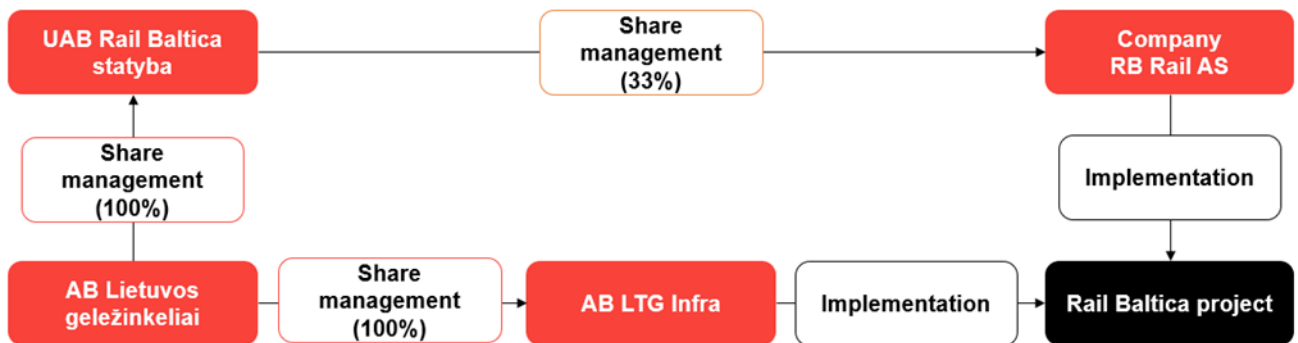 UAB Rail Baltica
statyba
Share
management
(33%)
Company
RB Rail AS
Share
management
(100%)
Implementation
AB Lietuvos
geležinkeliai
Share
management
(100%)
AB LTG Infra
Implementation
Rail Baltica project